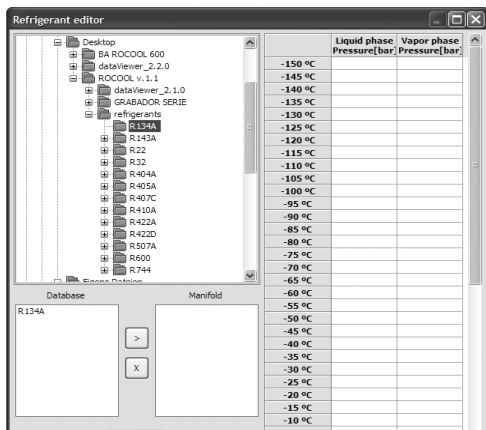 Refrigerant editor
Desktop
BA ROCOOL 600
dataViewer_2.2.0
ROCOOL v.1.1
dataViewer_2.1.0
GRABADOR SERIE
refrigerants
R134A
R143A
R22
R32
R404A
R405A
R407C
R410A
R422A
R422D
R507A
R600
R744
Eigene Dateien
Database
Manifold
R134A
>
X
Liquid phase Vapor phase
Pressure[bar] Pressure[bar]
-150 ºC
-145 ºC
-140 ºC
-135 ºC
-130 ºC
-125 ºC
-120 ºC
-115 ºC
-110 ºC
-105 ºC
-100 ºC
-95 ºC
-90 ºC
-85 ºC
-80 ºC
-75 ºC
-70 ºC
-65 ºC
-60 ºC
-55 ºC
-50 ºC
-45 ºC
-40 ºC
-35 ºC
-30 ºC
-25 ºC
-20 ºC
-15 ºC
-10 ºC